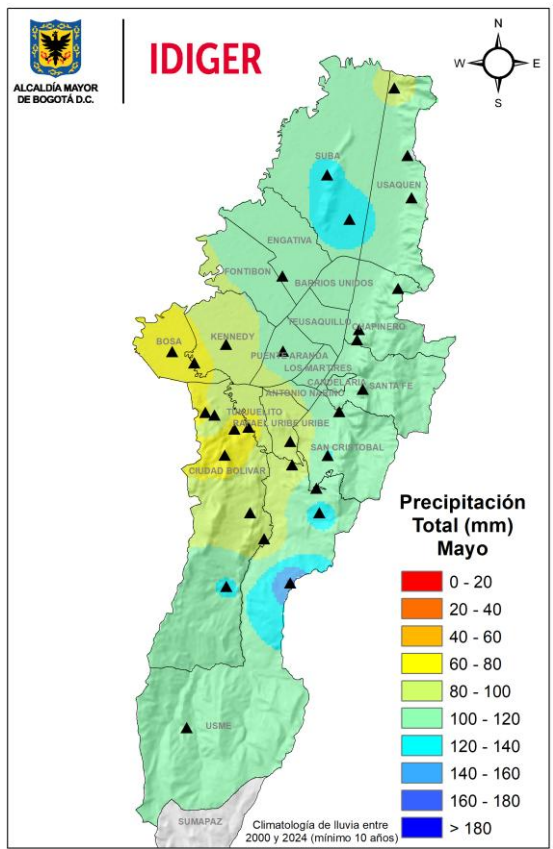 ALCALDÍA MAYOR
DE BOGOTÁ D.C.
IDIGER
N
W
E
S
SUBA
USAQUEN
ENGATIVA
FONTIBON
BARRIOS UNIDOS
TEUSAQUILLO
CHAPINERO
BOSA
KENNEDY
PUENTE ARANDA
LOS MARTIRES
CANDELARIA
SANTA FE
ANTONIO NARIÑO
TUNJUELITO
RAFAEL URIBE URIBE
SAN CRISTOBAL
CIUDAD BOLIVAR
USME
SUMAPAZ
Precipitación
Total (mm)
Mayo
0 - 20
20 - 40
40 - 60
60 - 80
80 - 100
100 - 120
120 - 140
140 - 160
160 - 180
> 180
Climatología de lluvia entre
2000 y 2024 (mínimo 10 años)